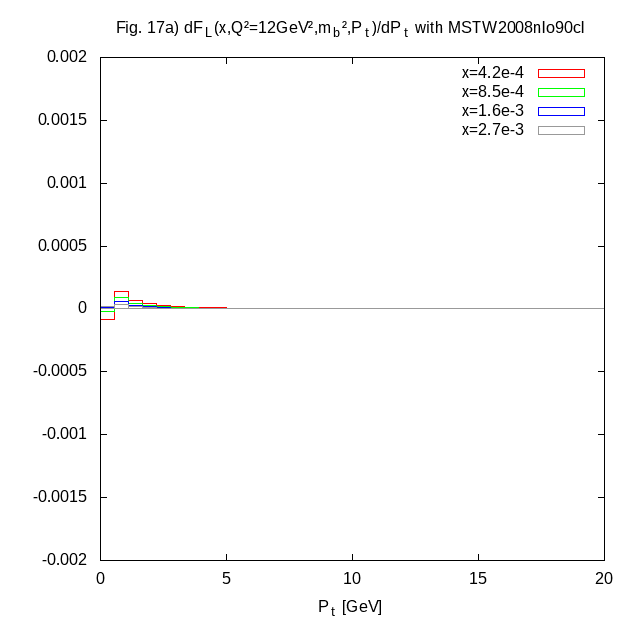 Fig. 17a) dF_L(x,Q²=12GeV²,m_b²,P_t)/dP_t with MSTW2008nlo90cl
x=4.2e-4
x=8.5e-4
x=1.6e-3
x=2.7e-3
0.002
0.0015
0.001
0.0005
0
-0.0005
-0.001
-0.0015
-0.002
0 5 10 15 20
P_t [GeV]